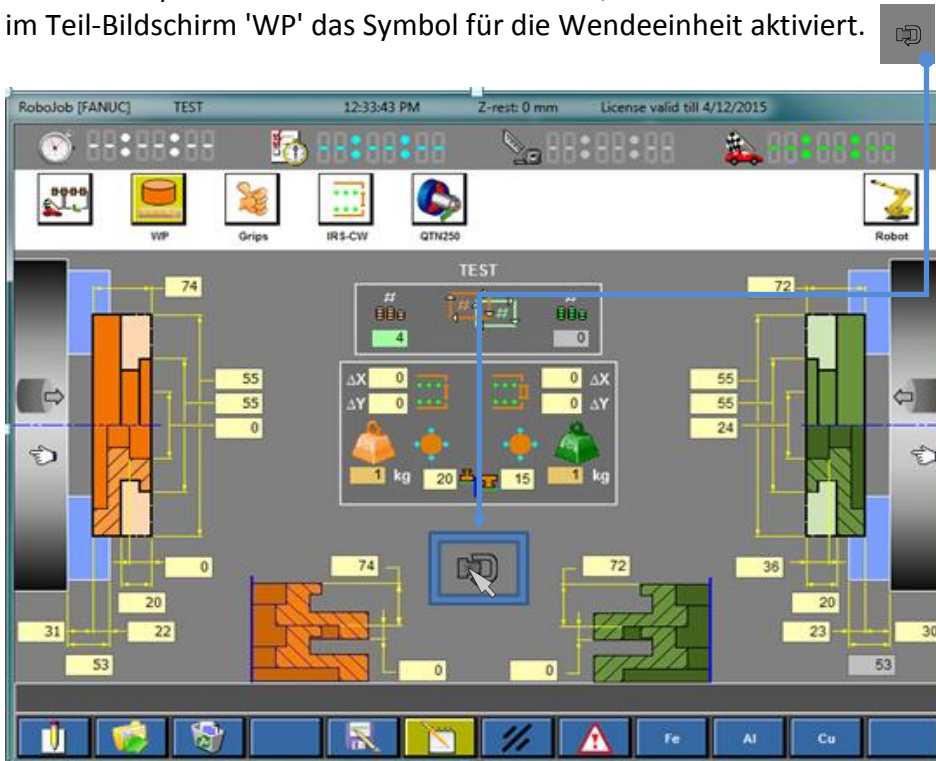 im Teil-Bildschirm 'WP' das Symbol für die Wendeeinheit aktiviert.
RoboJob [FANUC] TEST 12:33:43 PM Z-rest: 0 mm License valid till 4/12/2015
WP Grips IRS-CW QTN250 Robot
TEST
74 # # # # 72
4 0
55 ΔX 0 0 ΔX 55
55 ΔY 0 0 ΔY 55
0 24
1 kg 20 15 1 kg
0 74 72 36
20 20
31 22 23 30
53 0 0 53
Fe Al Cu